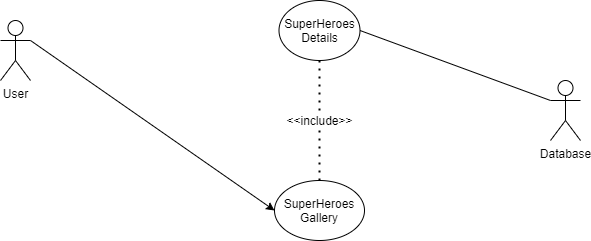 SuperHeroes
Details
User
<<include>>
Database
SuperHeroes
Gallery